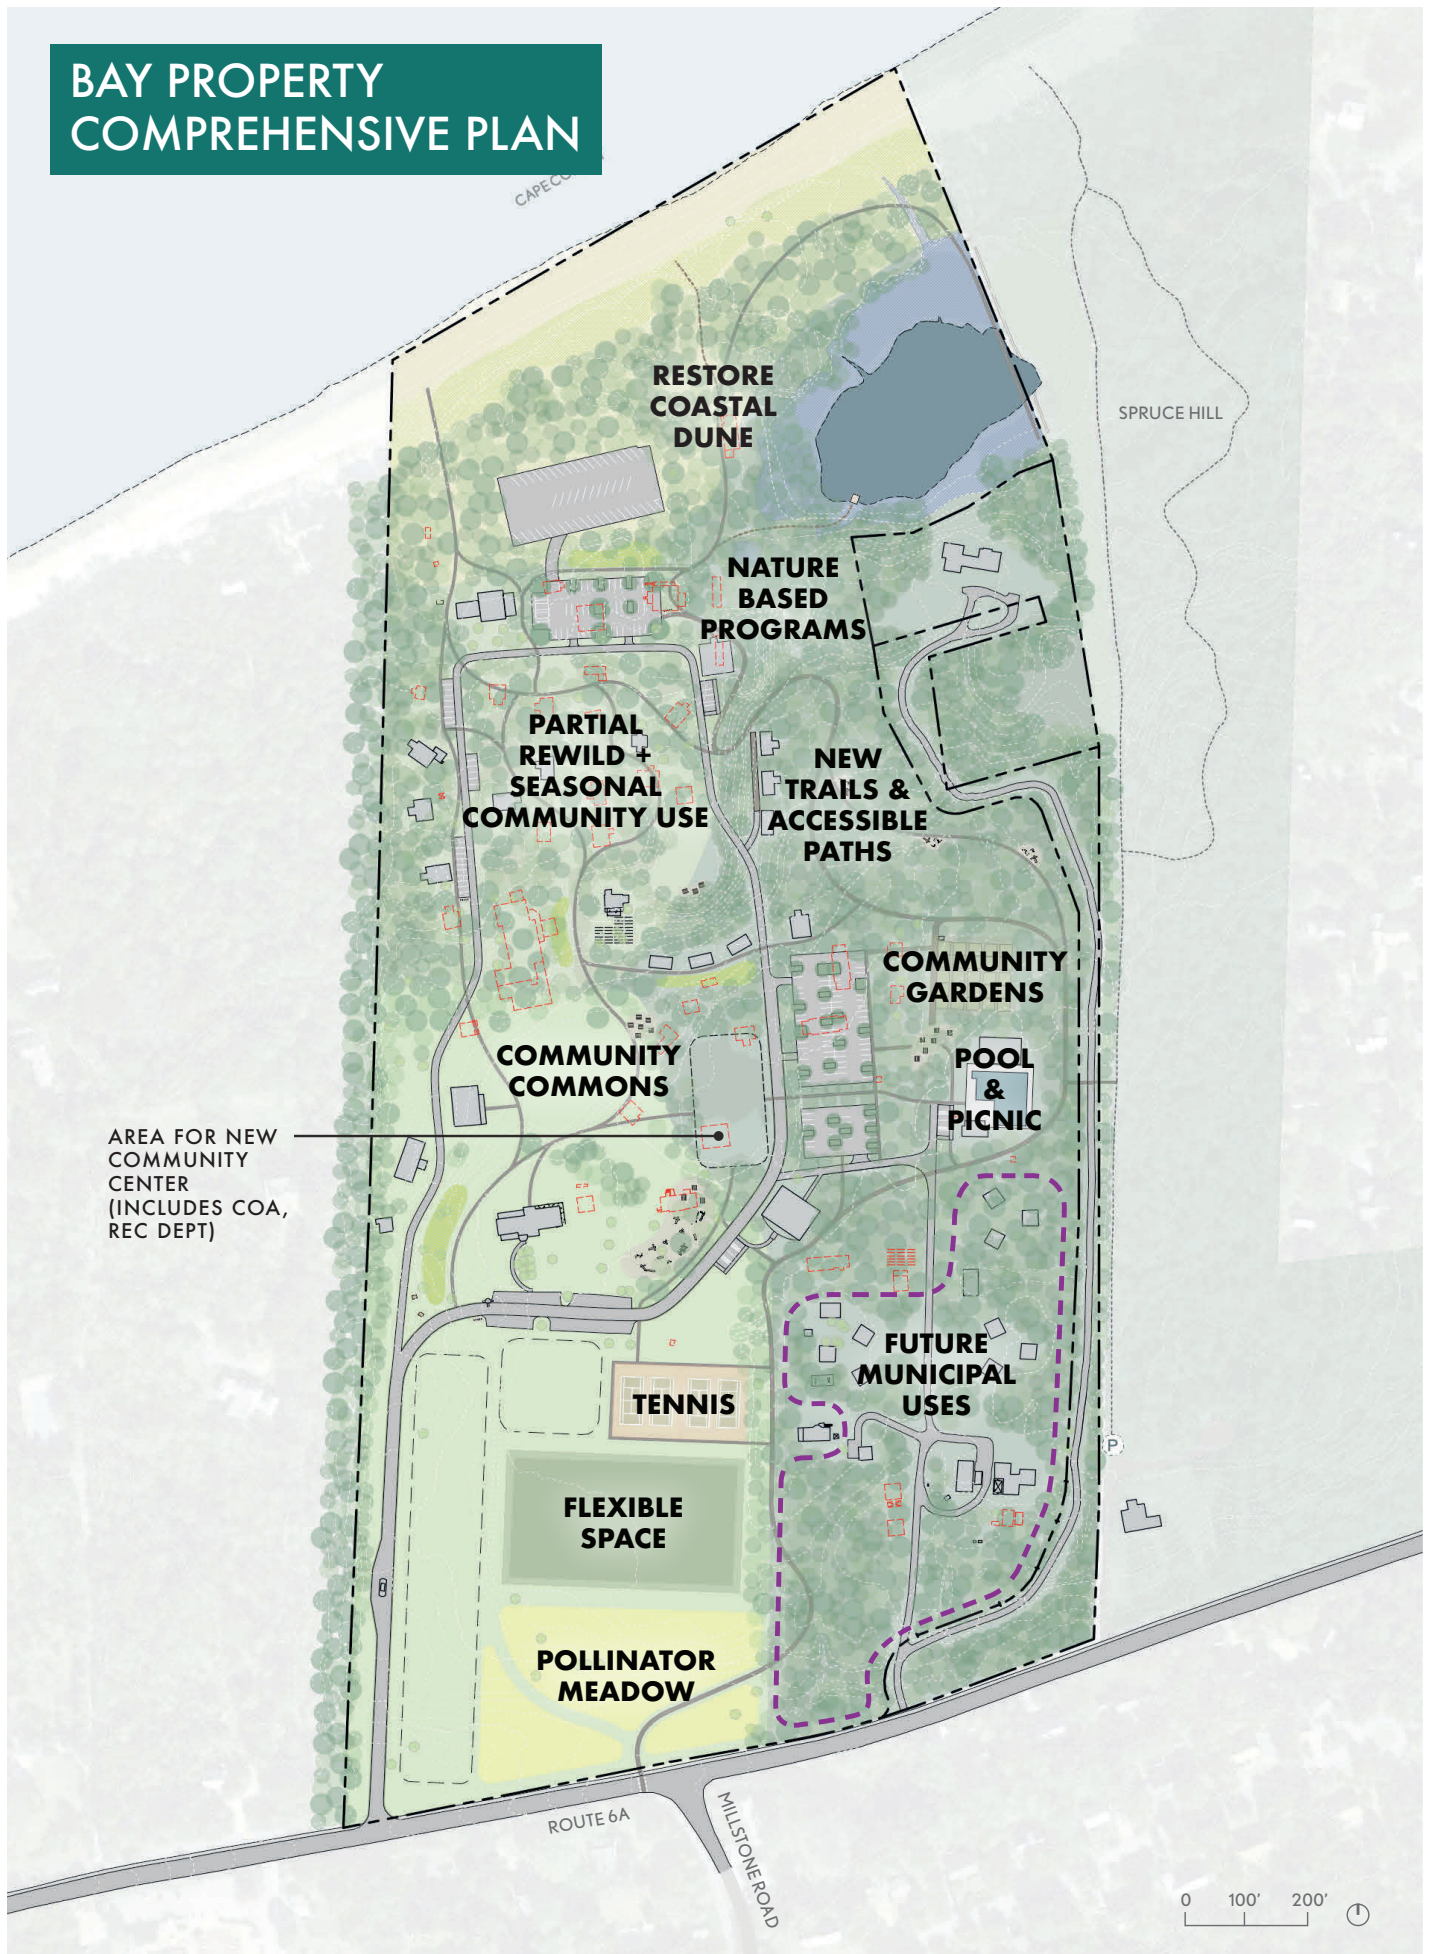 BAY PROPERTY
COMPREHENSIVE PLAN
RESTORE
COASTAL
DUNE
SPRUCE HILL
NATURE
BASED
PROGRAMS
PARTIAL
REWILD +
SEASONAL
COMMUNITY USE
NEW
TRAILS &
ACCESSIBLE
PATHS
COMMUNITY
GARDENS
COMMUNITY
COMMONS
POOL
&
PICNIC
AREA FOR NEW
COMMUNITY
CENTER
(INCLUDES COA,
REC DEPT)
FUTURE
MUNICIPAL
USES
TENNIS
P
FLEXIBLE
SPACE
POLLINATOR
MEADOW
ROUTE 6A
MILLSTONE ROAD
0 100' 200'